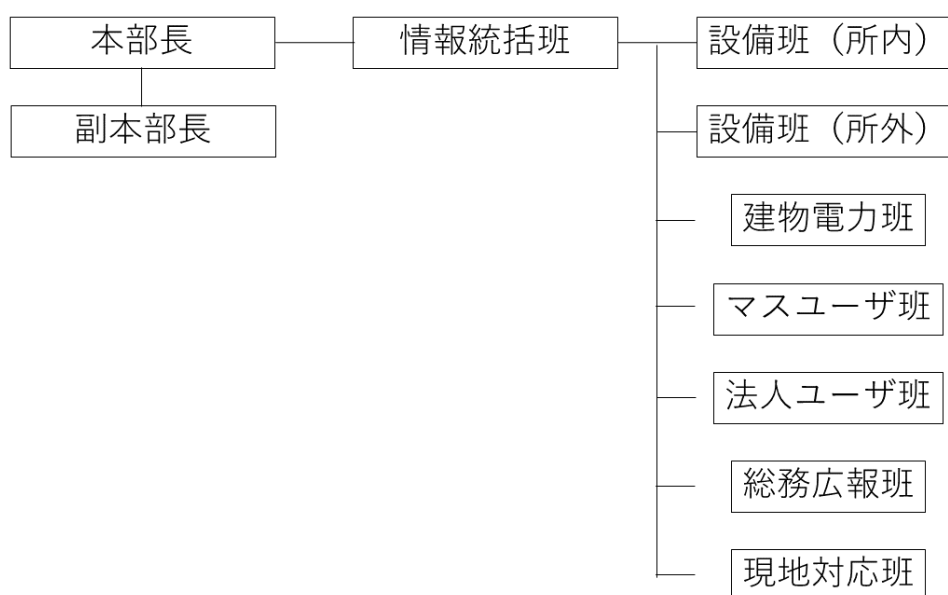 本部長
情報統括班
設備班（所内）
副本部長
設備班（所外）
建物電力班
マスユーザ班
法人ユーザ班
総務広報班
現地対応班